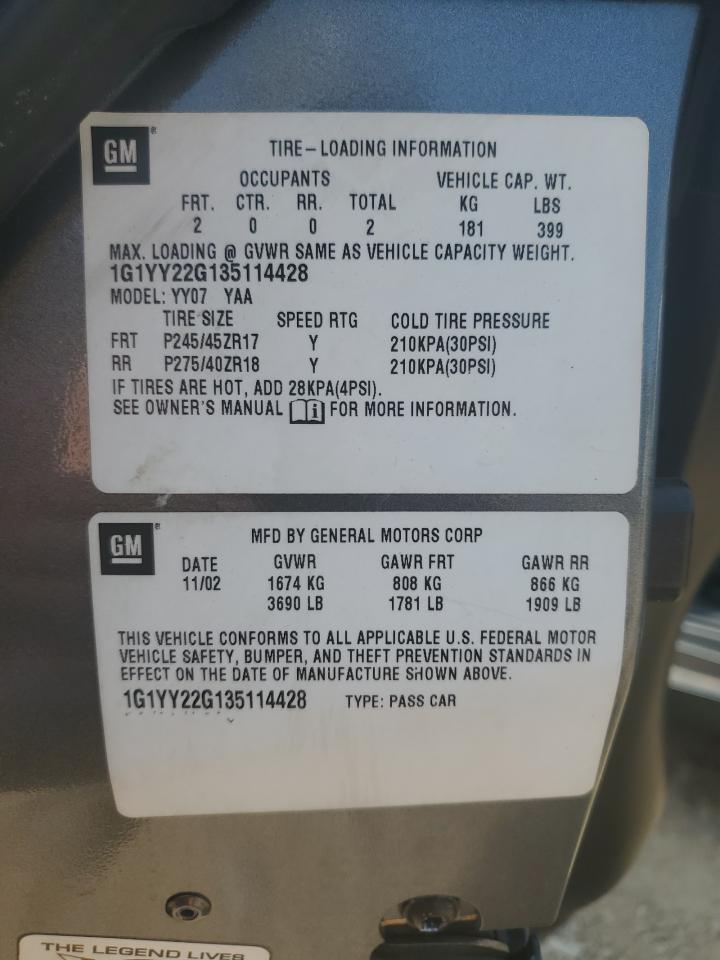 GM®
TIRE-LOADING INFORMATION
OCCUPANTS VEHICLE CAP. WT.
FRT. CTR. RR. TOTAL KG LBS
2 0 0 2 181 399
MAX. LOADING @ GVWR SAME AS VEHICLE CAPACITY WEIGHT.
1G1YY22G135114428
MODEL: YY07 YAA
TIRE SIZE SPEED RTG COLD TIRE PRESSURE
FRT P245/45ZR17 Y 210KPA(30PSI)
RR P275/40ZR18 Y 210KPA(30PSI)
IF TIRES ARE HOT, ADD 28KPA(4PSI).
SEE OWNER'S MANUAL i FOR MORE INFORMATION.
GM®
MFD BY GENERAL MOTORS CORP
DATE GVWR GAWR FRT GAWR RR
11/02 1674 KG 808 KG 866 KG
3690 LB 1781 LB 1909 LB
THIS VEHICLE CONFORMS TO ALL APPLICABLE U.S. FEDERAL MOTOR
VEHICLE SAFETY, BUMPER, AND THEFT PREVENTION STANDARDS IN
EFFECT ON THE DATE OF MANUFACTURE SHOWN ABOVE.
1G1YY22G135114428 TYPE: PASS CAR
THE LEGEND LIVES